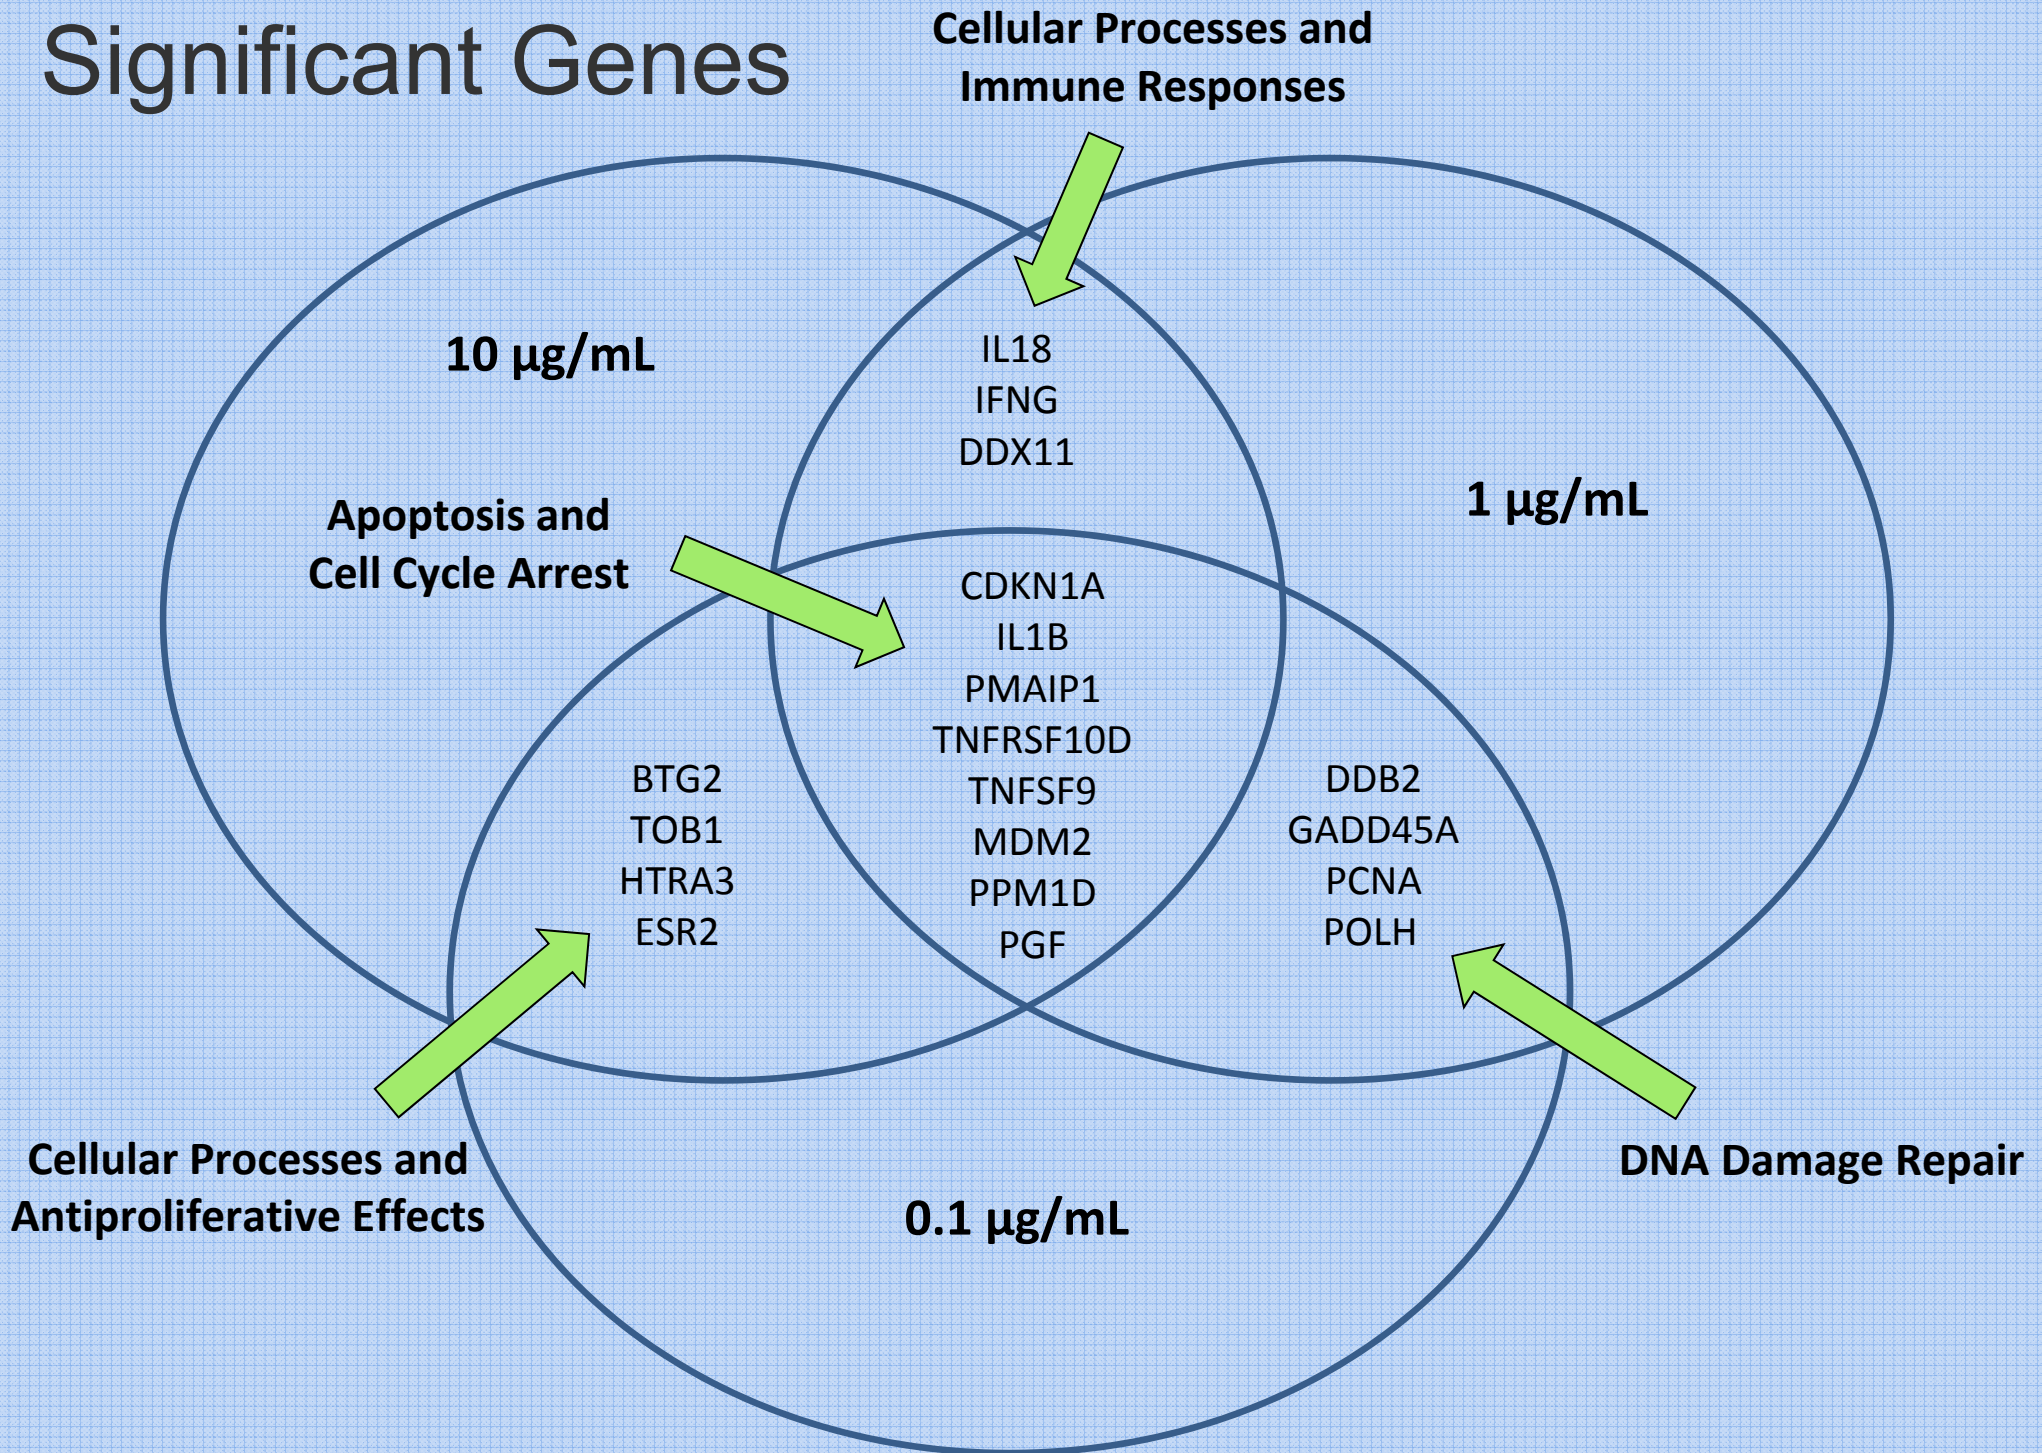 Significant Genes
Cellular Processes and
Immune Responses
10 µg/mL
IL18
IFNG
DDX11
1 µg/mL
Apoptosis and
Cell Cycle Arrest
CDKN1A
IL1B
PMAIP1
TNFRSF10D
TNFSF9
MDM2
PPM1D
PGF
BTG2
TOB1
HTRA3
ESR2
DDB2
GADD45A
PCNA
POLH
Cellular Processes and
Antiproliferative Effects
DNA Damage Repair
0.1 µg/mL